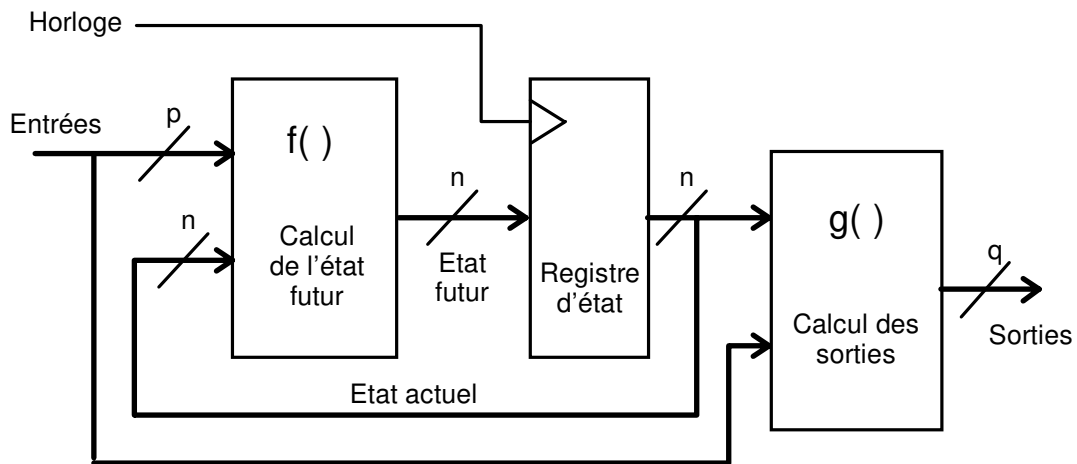 Horloge
Entrées
p
n
f( )
Calcul
de l'état
futur
n
Etat
futur
Registre
d'état
n
g( )
Calcul des
sorties
q
Sorties
Etat actuel